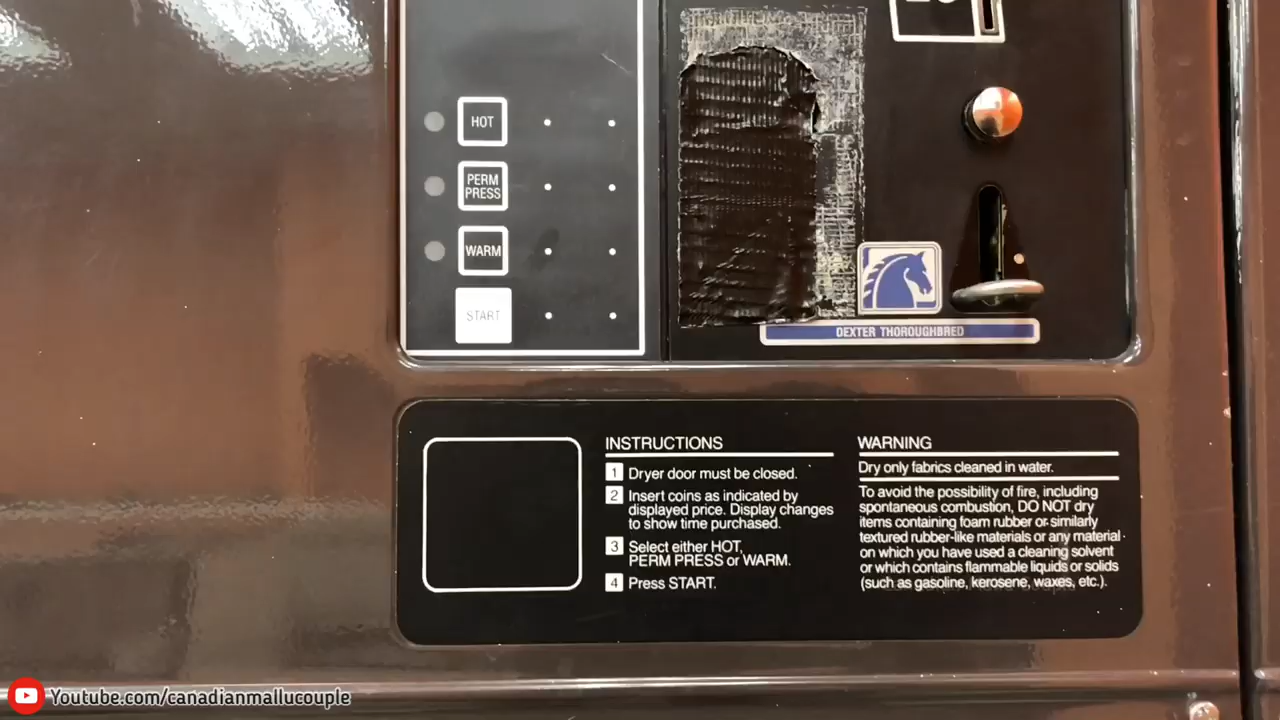 HOT
PERM
PRESS
WARM
START
DEXTER THOROUGHBRED
INSTRUCTIONS
1 Dryer door must be closed.
2 Insert coins as indicated by
displayed price. Display changes
to show time purchased.
3 Select either HOT,
PERM PRESS or WARM.
4 Press START.
WARNING
Dry only fabrics cleaned in water.
To avoid the possibility of fire, including
spontaneous combustion, DO NOT dry
items containing foam rubber or similarly
textured rubber-like materials or any material
on which you have used a cleaning solvent
or which contains flammable liquids or solids
(such as gasoline, kerosene, waxes, etc.).
Youtube.com/canadianmallucouple